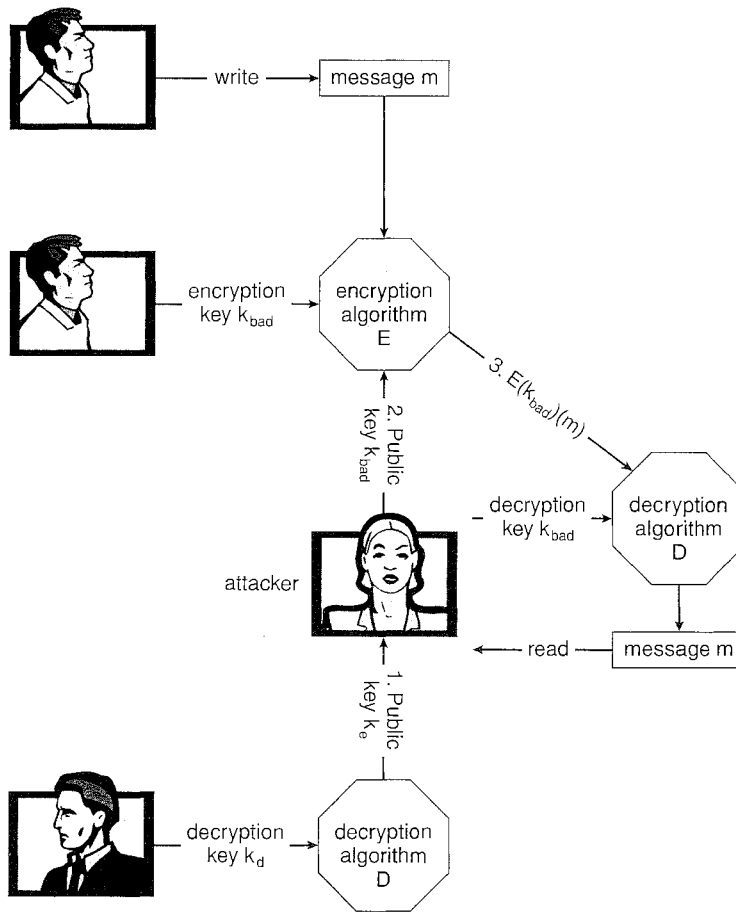 write
message m
encryption
key k_bad
encryption
algorithm
E
3. E(k_bad)(m)
2. Public
key k_bad
decryption
key k_bad
decryption
algorithm
D
attacker
read
message m
1. Public
key k_e
decryption
key k_d
decryption
algorithm
D